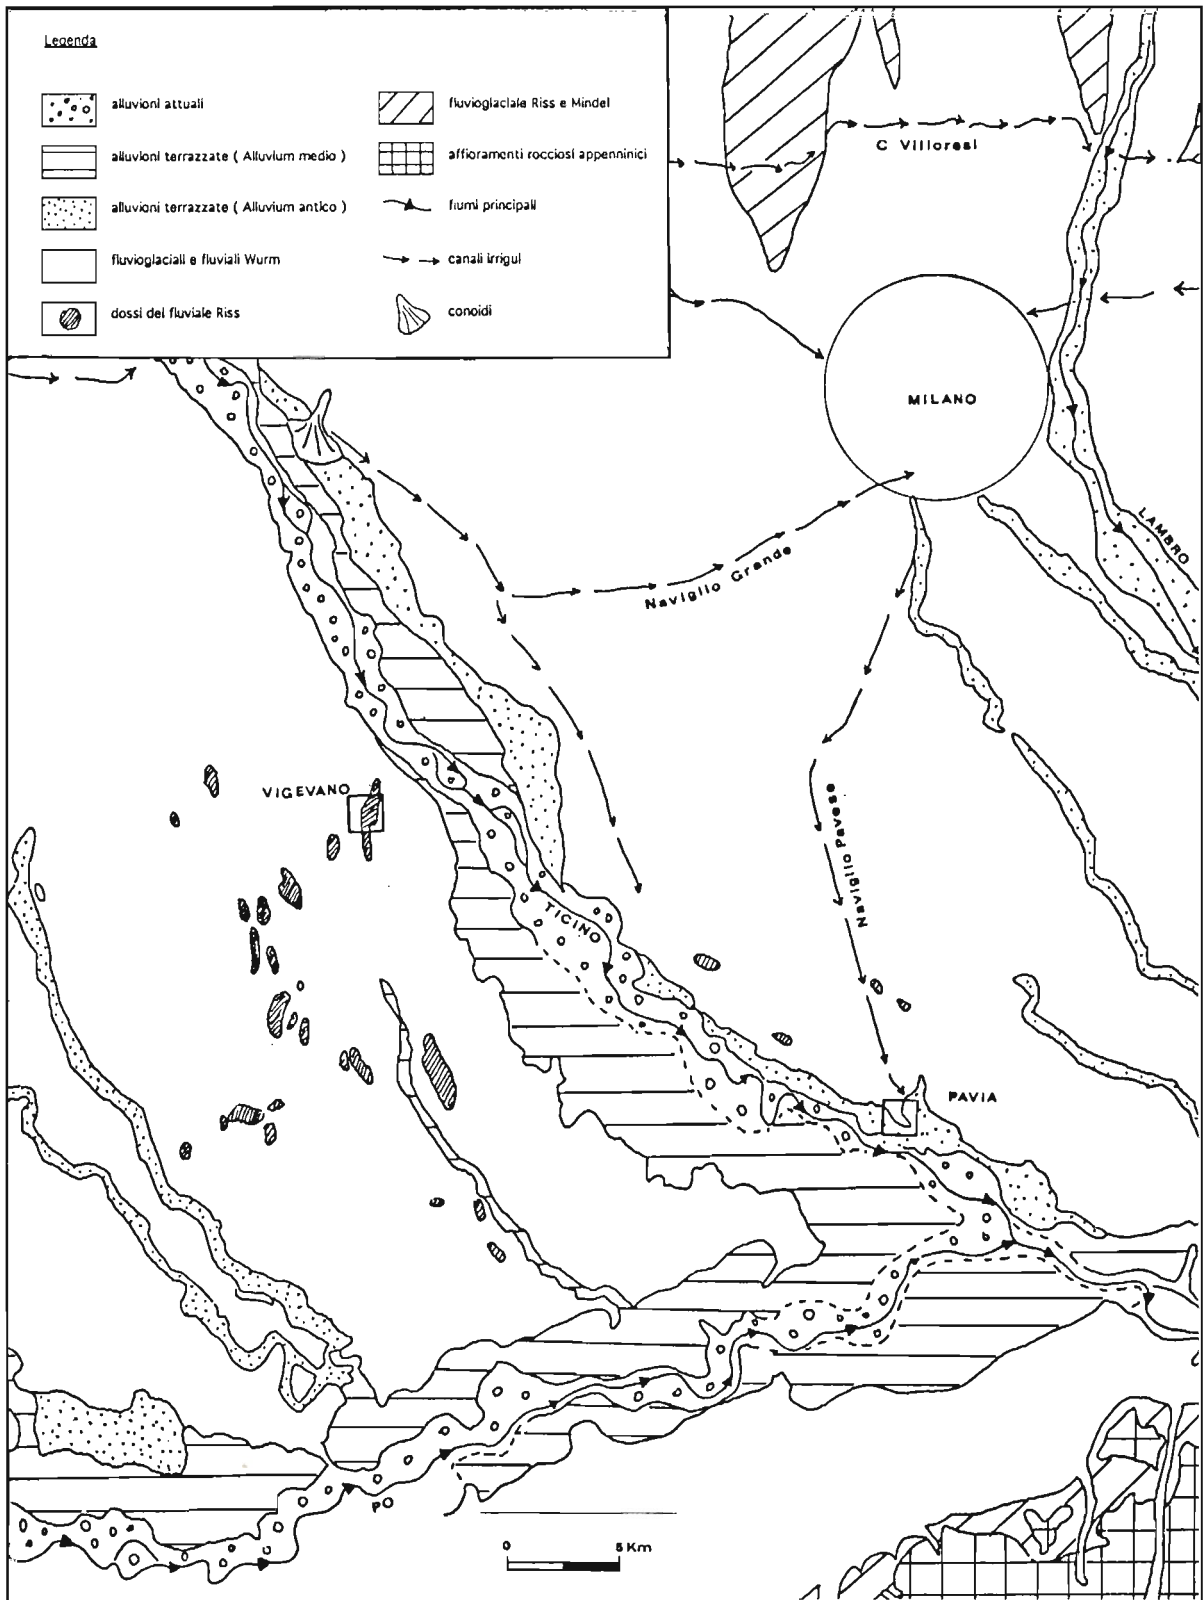 Legenda
alluvioni attuali
alluvioni terrazzate ( Alluvium medio )
alluvioni terrazzate ( Alluvium antico )
fluvioglaciali e fluviali Wurm
dossi del fluviale Riss
fluvioglaciale Riss e Mindel
affioramenti rocciosi appenninici
fiumi principali
canali irrigui
conoidi
C Villoresi
MILANO
LAMBRO
Naviglio Grande
VIGEVANO
Naviglio Pavese
TICINO
PAVIA
PO
0 5 Km